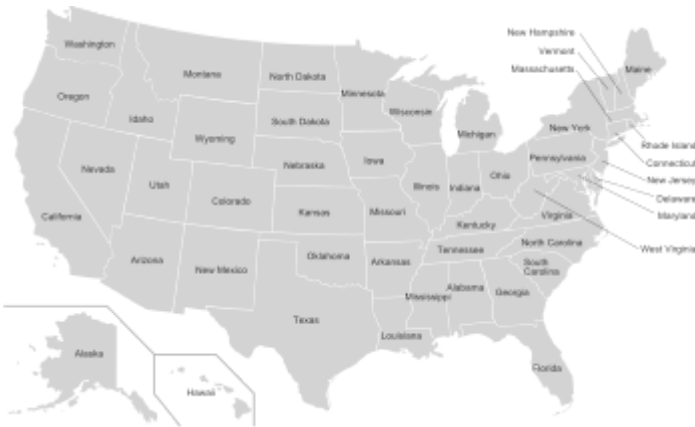 New Hampshire
Vermont
Massachusetts
Washington
Montana
North Dakota
Minnesota
Maine
Oregon
Idaho
Wyoming
South Dakota
Wisconsin
Michigan
New York
Rhode Island
Connecticut
New Jersey
Delaware
Maryland
Nevada
Utah
Colorado
Nebraska
Iowa
Illinois
Indiana
Ohio
Pennsylvania
California
Kansas
Missouri
Kentucky
Virginia
West Virginia
Arizona
New Mexico
Oklahoma
Arkansas
Tennessee
North Carolina
South
Carolina
Texas
Louisiana
Mississippi
Alabama
Georgia
Florida
Alaska
Hawaii